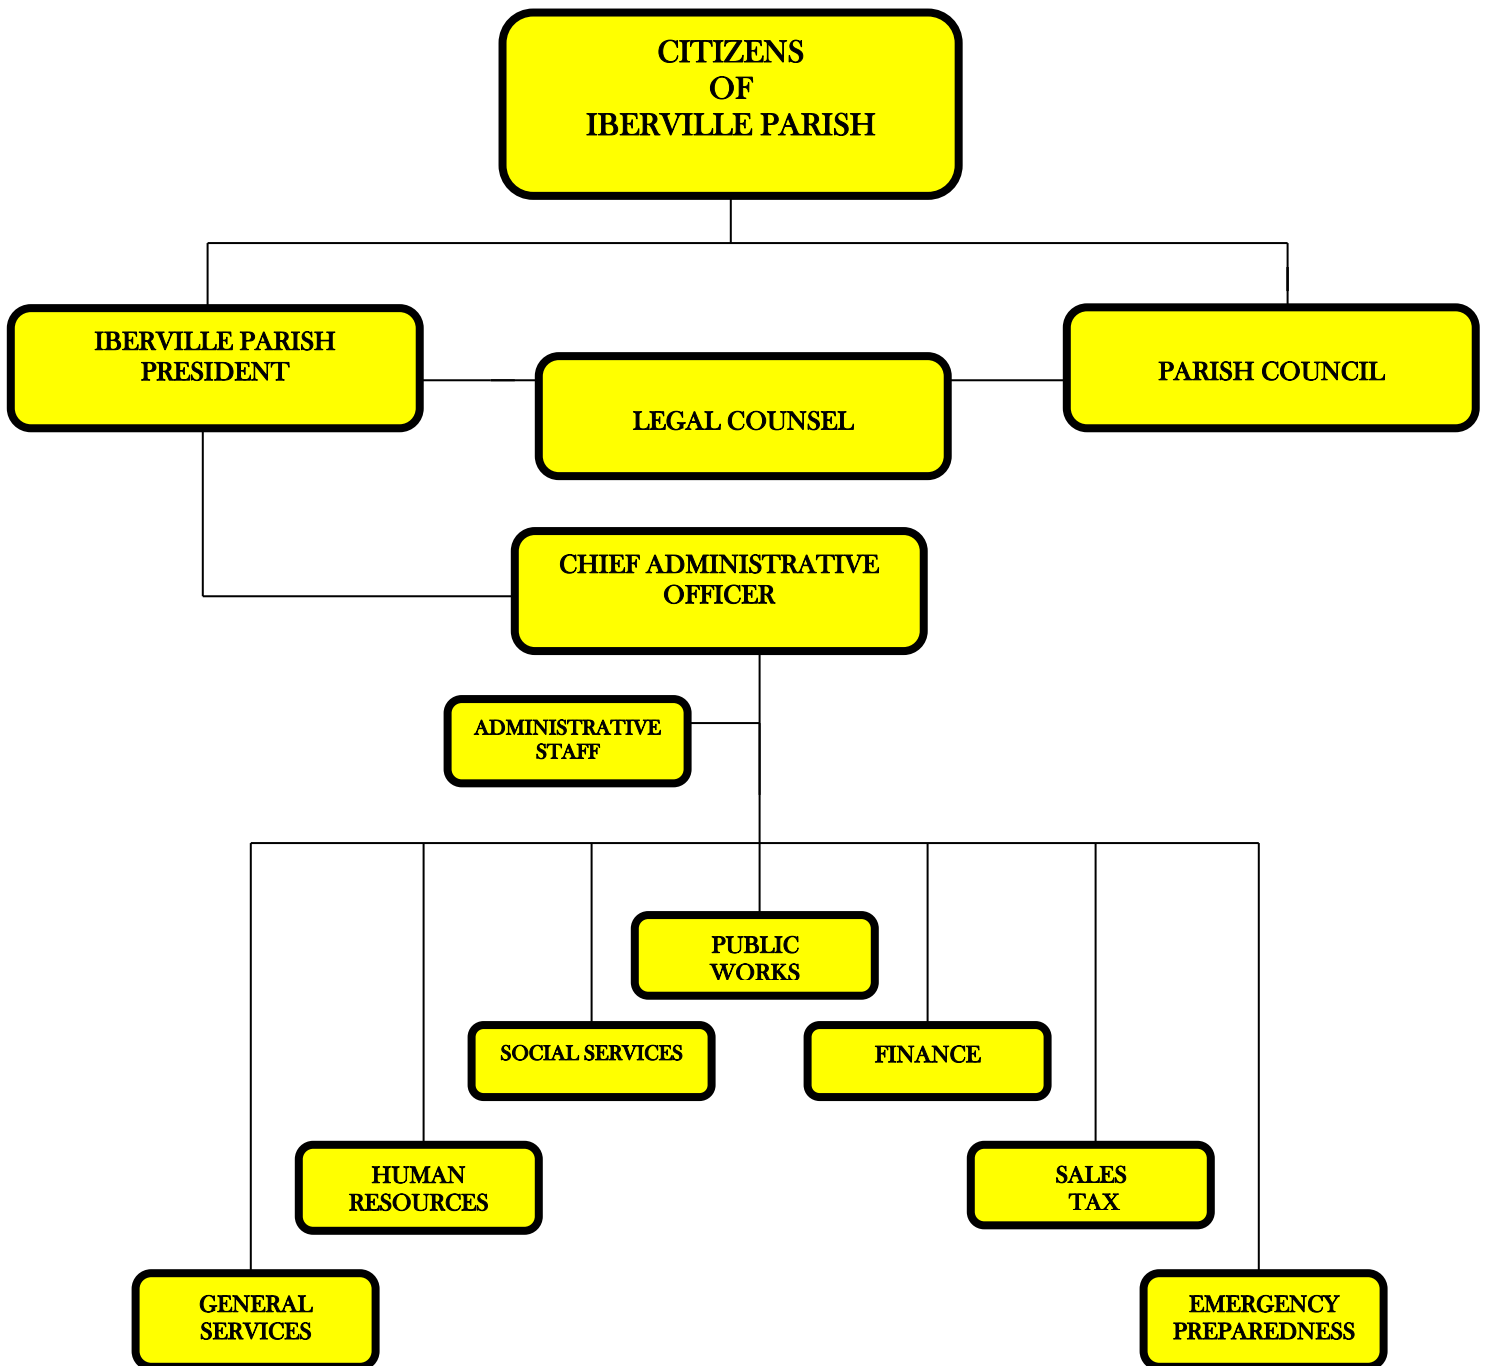 CITIZENS
OF
IBERVILLE PARISH
IBERVILLE PARISH
PRESIDENT
PARISH COUNCIL
LEGAL COUNSEL
CHIEF ADMINISTRATIVE
OFFICER
ADMINISTRATIVE
STAFF
PUBLIC
WORKS
SOCIAL SERVICES
FINANCE
HUMAN
RESOURCES
SALES
TAX
GENERAL
SERVICES
EMERGENCY
PREPAREDNESS